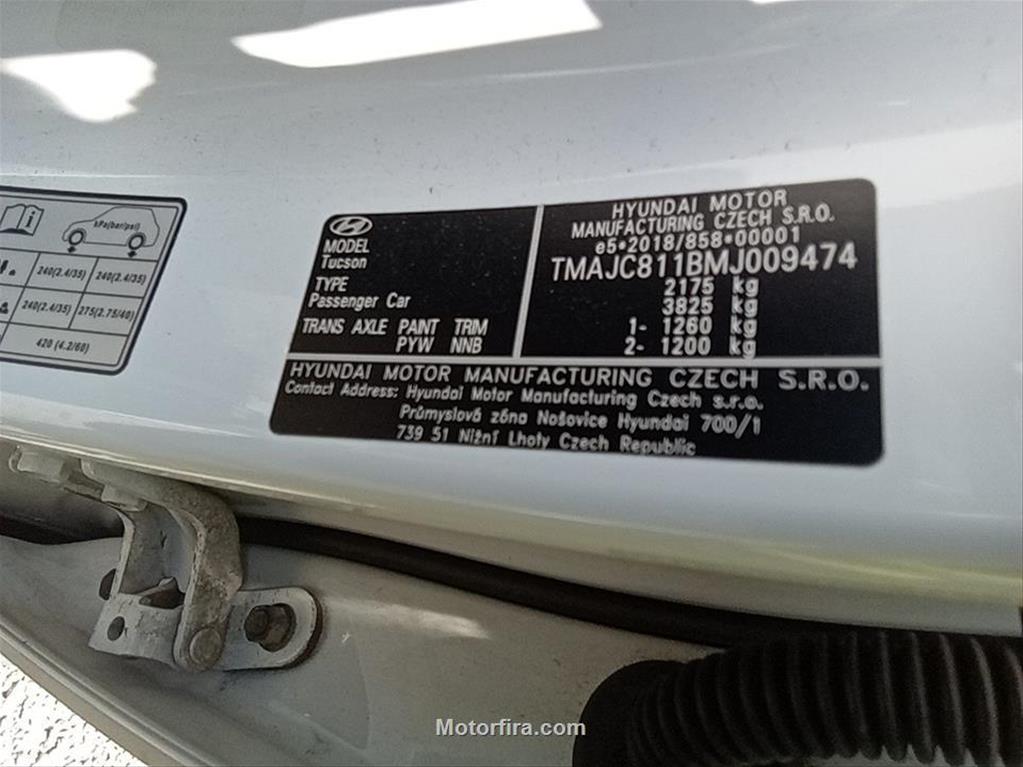 kPa(bar/psi)
240(2.4/35) 240(2.4/35)
240(2.4/35) 275(2.75/40)
420 (4.2/60)
MODEL
Tucson
TYPE
Passenger Car
TRANS AXLE PAINT TRIM
PYW NNB
HYUNDAI MOTOR
MANUFACTURING CZECH S.R.O.
e5*2018/858*00001
TMAJC811BMJ009474
2175 kg
3825 kg
1- 1260 kg
2- 1200 kg
HYUNDAI MOTOR MANUFACTURING CZECH S.R.O.
Contact Address: Hyundai Motor Manufacturing Czech s.r.o.
Průmyslová zóna Nošovice Hyundai 700/1
739 51 Nižní Lhoty Czech Republic
Motorfira.com